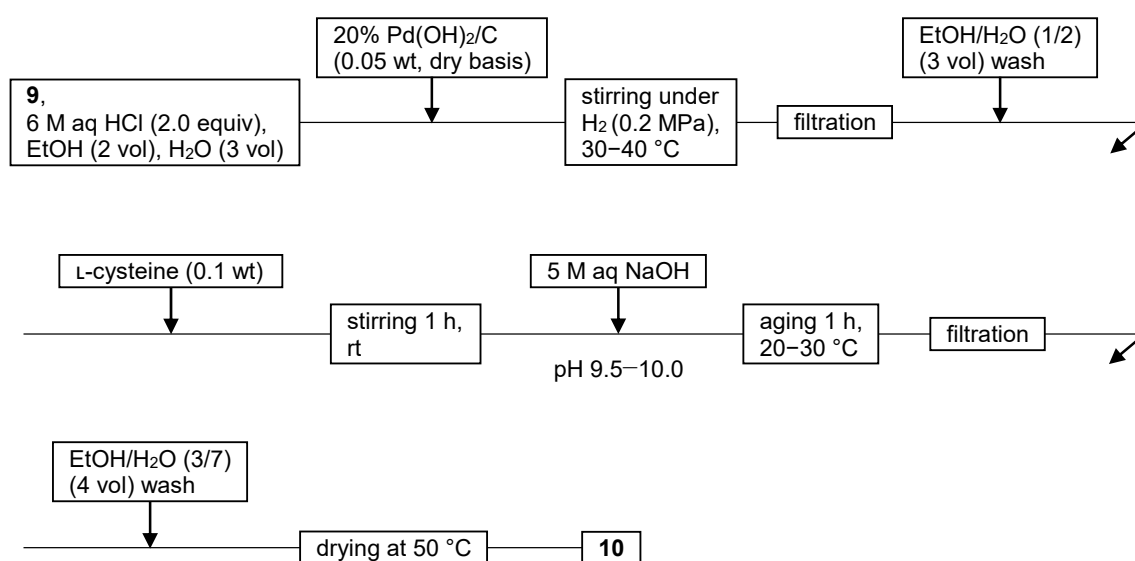 20% Pd(OH)2/C
(0.05 wt, dry basis)
EtOH/H2O (1/2)
(3 vol) wash
9,
6 M aq HCl (2.0 equiv),
EtOH (2 vol), H2O (3 vol)
stirring under
H2 (0.2 MPa),
30−40 °C
filtration
L-cysteine (0.1 wt)
5 M aq NaOH
stirring 1 h,
rt
pH 9.5−10.0
aging 1 h,
20−30 °C
filtration
EtOH/H2O (3/7)
(4 vol) wash
drying at 50 °C
10